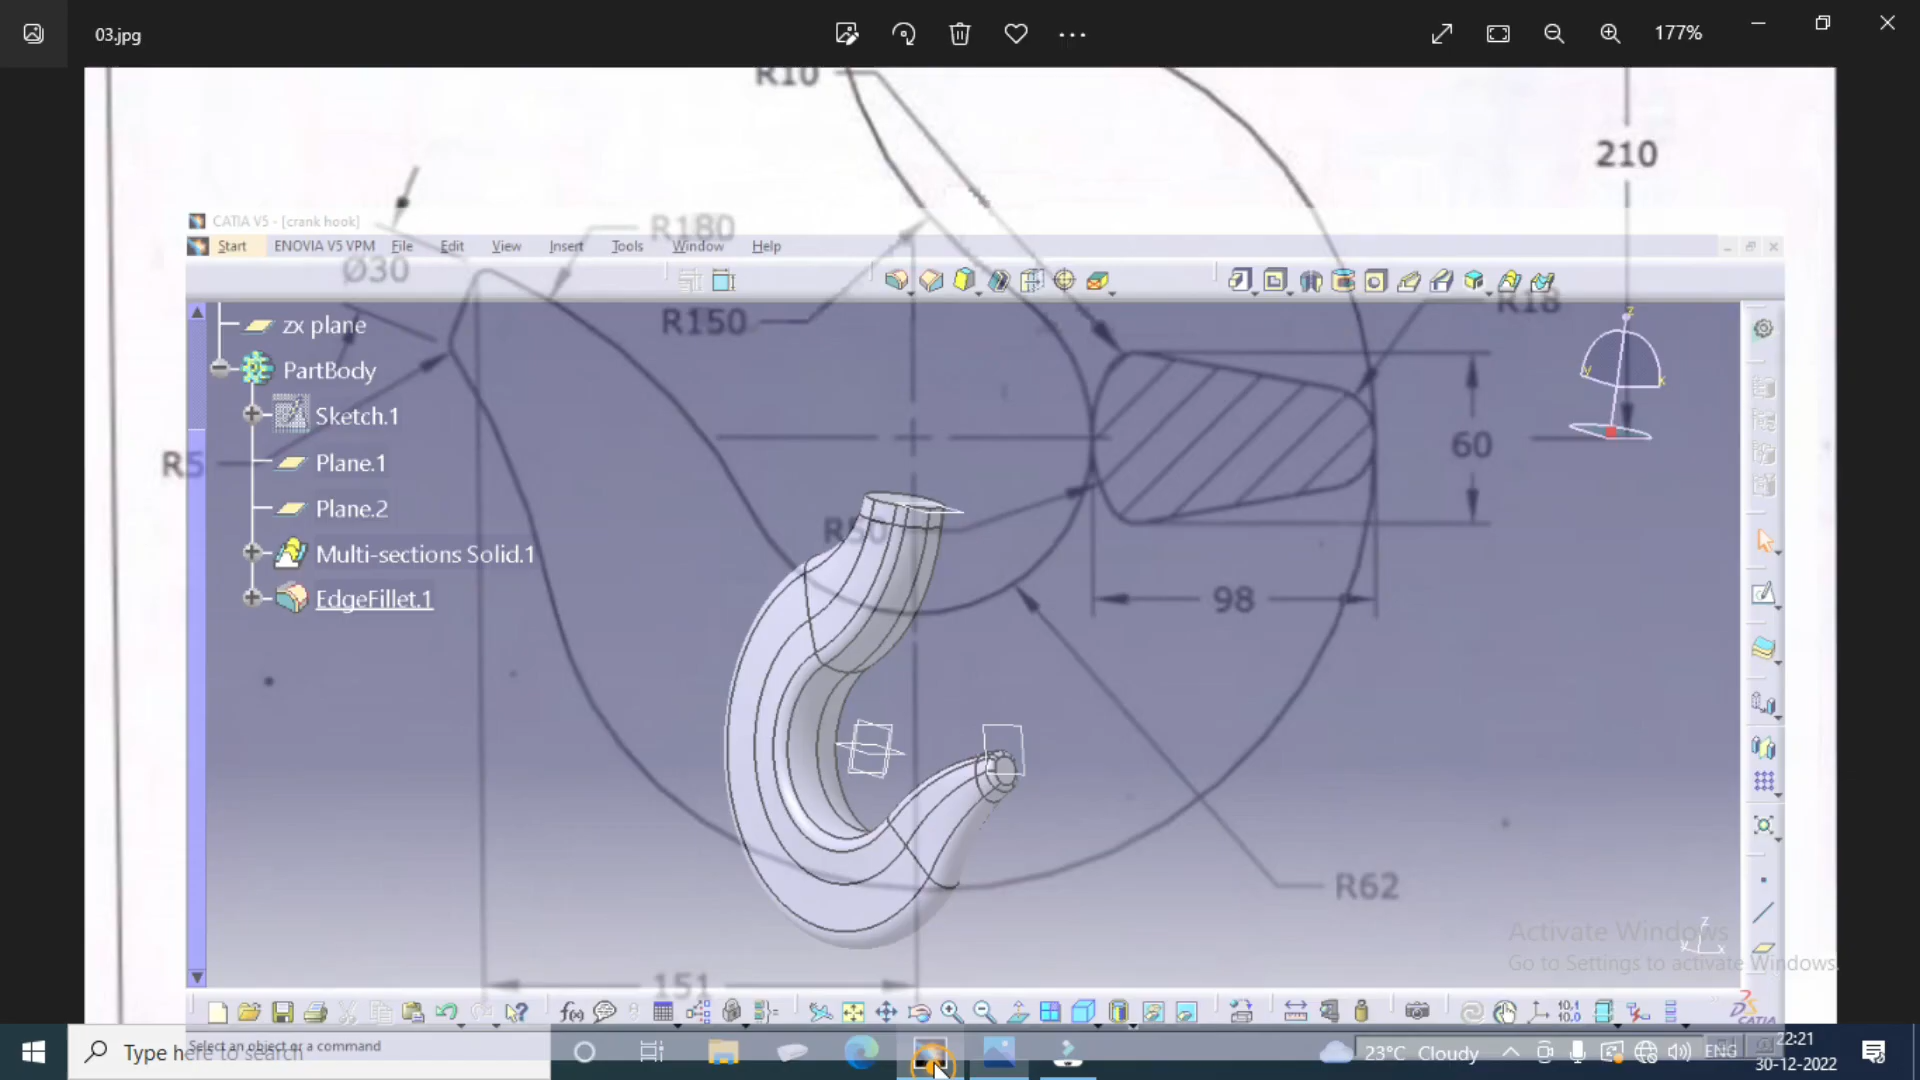 03.jpg
177%
R10
210
CATIA V5 - [crank hook]
Start ENOVIA V5 VPM File Edit View Insert Tools Window Help
R180
Ø30
R150
R18
zx plane
PartBody
Sketch.1
Plane.1
Plane.2
Multi-sections Solid.1
EdgeFillet.1
R5
60
R50
98
R62
151
z
y
x
Activate Windows
Go to Settings to activate Windows.
CATIA
Select an object or a command
Type here to search
23°C Cloudy
ENG
22:21
30-12-2022